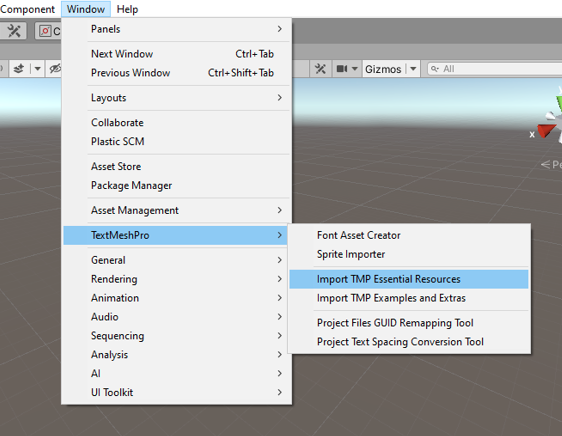 Component Window Help
Panels
Next Window Ctrl+Tab
Previous Window Ctrl+Shift+Tab
Layouts
Collaborate
Plastic SCM
Asset Store
Package Manager
Asset Management
TextMeshPro
General
Rendering
Animation
Audio
Sequencing
Analysis
AI
UI Toolkit
Font Asset Creator
Sprite Importer
Import TMP Essential Resources
Import TMP Examples and Extras
Project Files GUID Remapping Tool
Project Text Spacing Conversion Tool
Gizmos
All
x